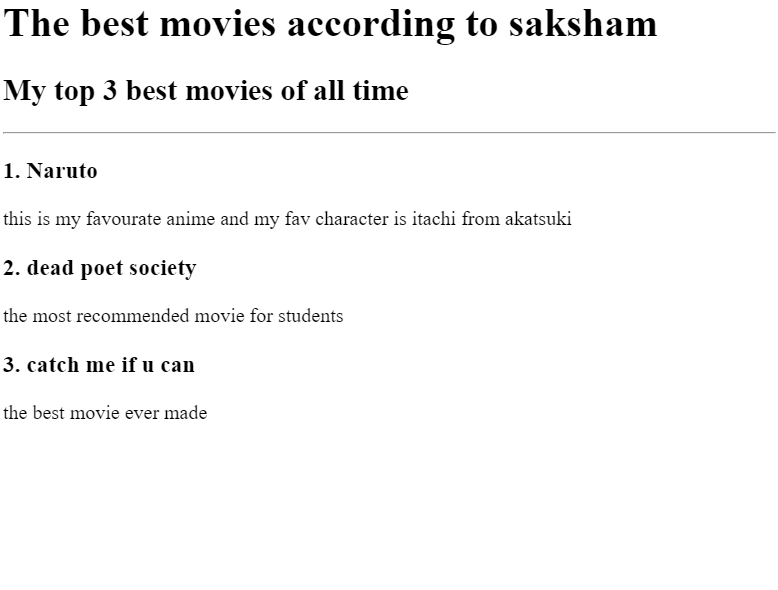 The best movies according to saksham
My top 3 best movies of all time
1. Naruto
this is my favourate anime and my fav character is itachi from akatsuki
2. dead poet society
the most recommended movie for students
3. catch me if u can
the best movie ever made